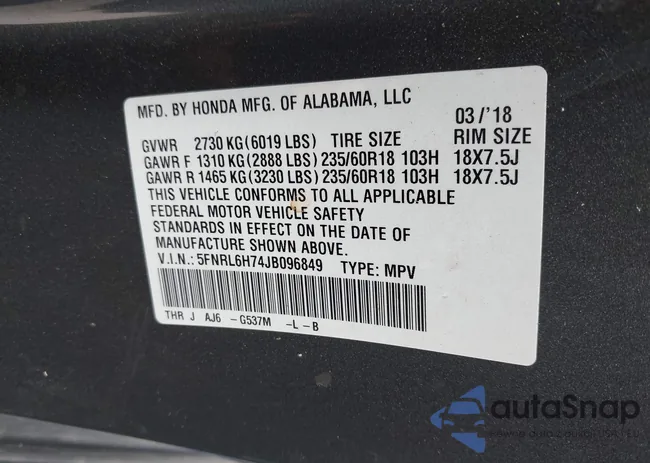 MFD. BY HONDA MFG. OF ALABAMA, LLC 03/'18
GVWR 2730 KG(6019 LBS) TIRE SIZE RIM SIZE
GAWR F 1310 KG(2888 LBS) 235/60R18 103H 18X7.5J
GAWR R 1465 KG(3230 LBS) 235/60R18 103H 18X7.5J
THIS VEHICLE CONFORMS TO ALL APPLICABLE
FEDERAL MOTOR VEHICLE SAFETY
STANDARDS IN EFFECT ON THE DATE OF
MANUFACTURE SHOWN ABOVE.
V.I.N.: 5FNRL6H74JB096849 TYPE: MPV
THR J AJ6 -G537M -L-B
autoSnap